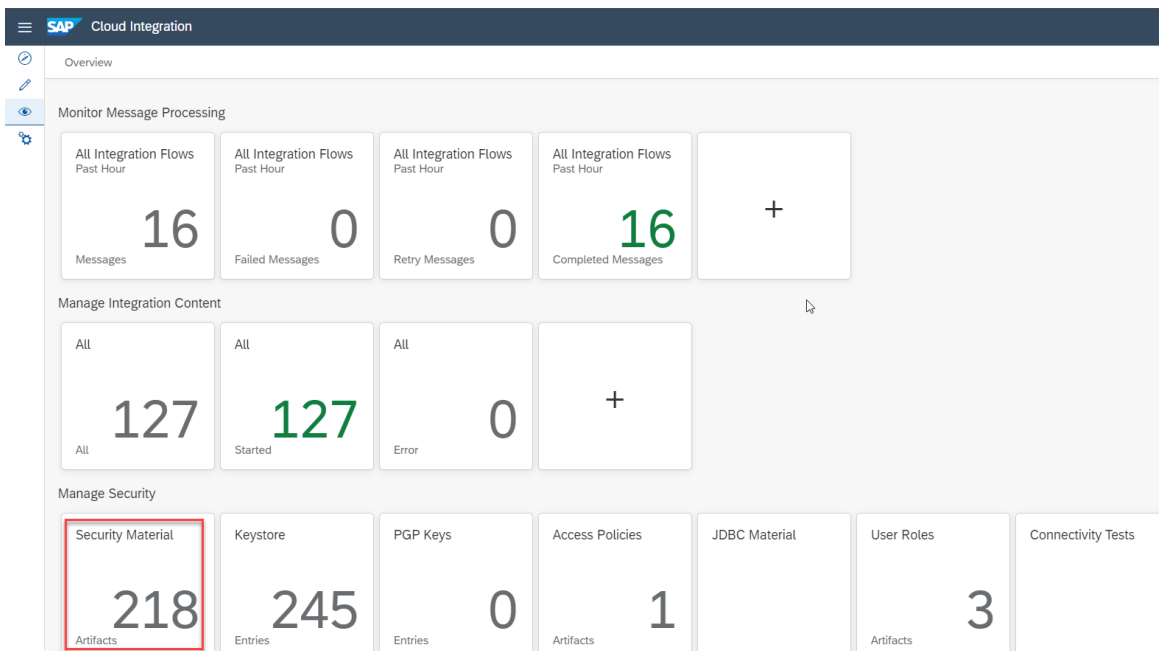 SAP Cloud Integration
Overview
Monitor Message Processing
All Integration Flows
Past Hour
16
Messages
All Integration Flows
Past Hour
0
Failed Messages
All Integration Flows
Past Hour
0
Retry Messages
All Integration Flows
Past Hour
16
Completed Messages
+
Manage Integration Content
All
127
All
All
127
Started
All
0
Error
+
Manage Security
Security Material
218
Artifacts
Keystore
245
Entries
PGP Keys
0
Entries
Access Policies
1
Artifacts
JDBC Material
User Roles
3
Artifacts
Connectivity Tests